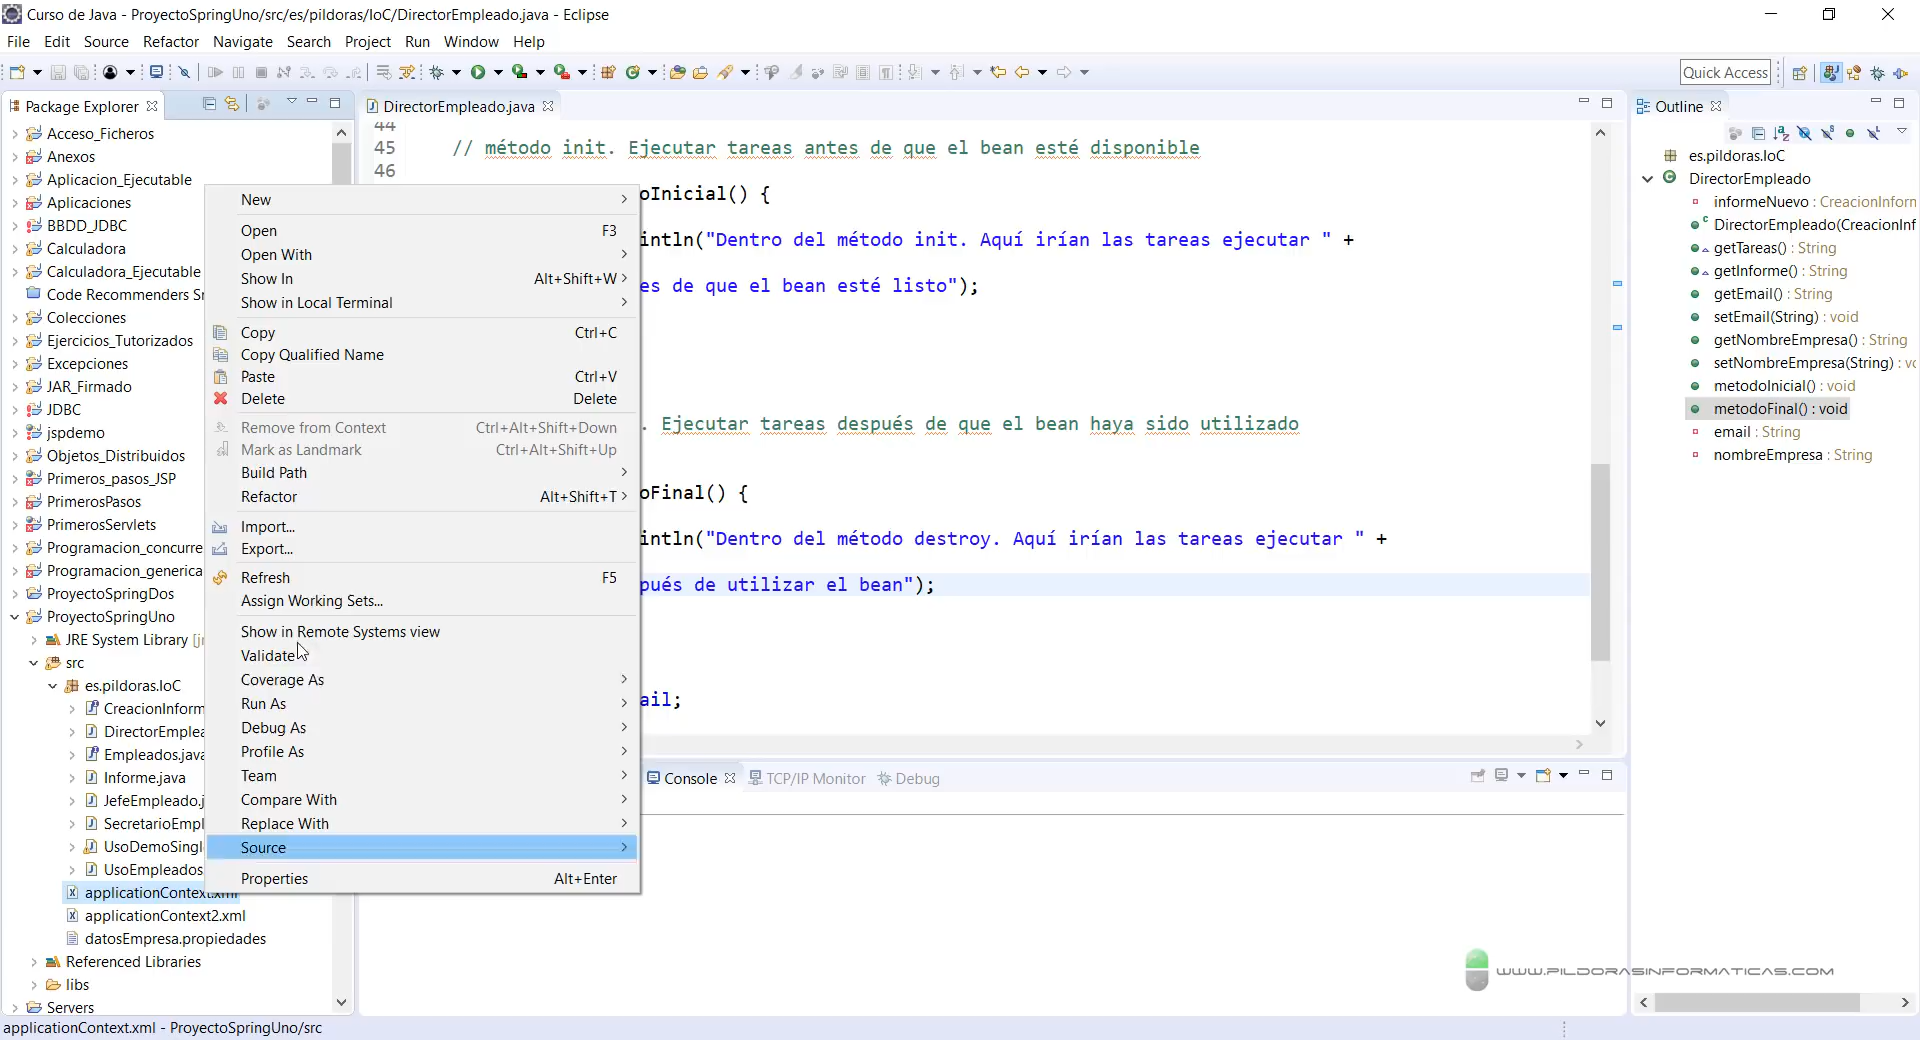 Curso de Java - ProyectoSpringUno/src/es/pildoras/IoC/DirectorEmpleado.java - Eclipse
File Edit Source Refactor Navigate Search Project Run Window Help
Quick Access
Package Explorer
Acceso_Ficheros
Anexos
Aplicacion_Ejecutable
Aplicaciones
BBDD_JDBC
Calculadora
Calculadora_Ejecutable
Code Recommenders Sn
Colecciones
Ejercicios_Tutorizados
Excepciones
JAR_Firmado
JDBC
jspdemo
Objetos_Distribuidos
Primeros_pasos_JSP
PrimerosPasos
PrimerosServlets
Programacion_concurre
Programacion_generica
ProyectoSpringDos
ProyectoSpringUno
JRE System Library [jr
src
es.pildoras.IoC
CreacionInform
DirectorEmplea
Empleados.java
Informe.java
JefeEmpleado.j
SecretarioEmpl
UsoDemoSingl
UsoEmpleados
applicationContext.xml
applicationContext2.xml
datosEmpresa.propiedades
Referenced Libraries
libs
Servers
New
Open F3
Open With
Show In Alt+Shift+W
Show in Local Terminal
Copy Ctrl+C
Copy Qualified Name
Paste Ctrl+V
Delete Delete
Remove from Context Ctrl+Alt+Shift+Down
Mark as Landmark Ctrl+Alt+Shift+Up
Build Path
Refactor Alt+Shift+T
Import...
Export...
Refresh F5
Assign Working Sets...
Show in Remote Systems view
Validate
Coverage As
Run As
Debug As
Profile As
Team
Compare With
Replace With
Source
Properties Alt+Enter
DirectorEmpleado.java
44
45 // método init. Ejecutar tareas antes de que el bean esté disponible
46
oInicial() {
intln("Dentro del método init. Aquí irían las tareas ejecutar " +
es de que el bean esté listo");
. Ejecutar tareas después de que el bean haya sido utilizado
oFinal() {
intln("Dentro del método destroy. Aquí irían las tareas ejecutar " +
pués de utilizar el bean");
ail;
Console TCP/IP Monitor Debug
WWW.PILDORASINFORMATICAS.COM
Outline
es.pildoras.IoC
DirectorEmpleado
informeNuevo : CreacionInform
DirectorEmpleado(CreacionInf
getTareas() : String
getInforme() : String
getEmail() : String
setEmail(String) : void
getNombreEmpresa() : String
setNombreEmpresa(String) : vo
metodoInicial() : void
metodoFinal() : void
email : String
nombreEmpresa : String
applicationContext.xml - ProyectoSpringUno/src